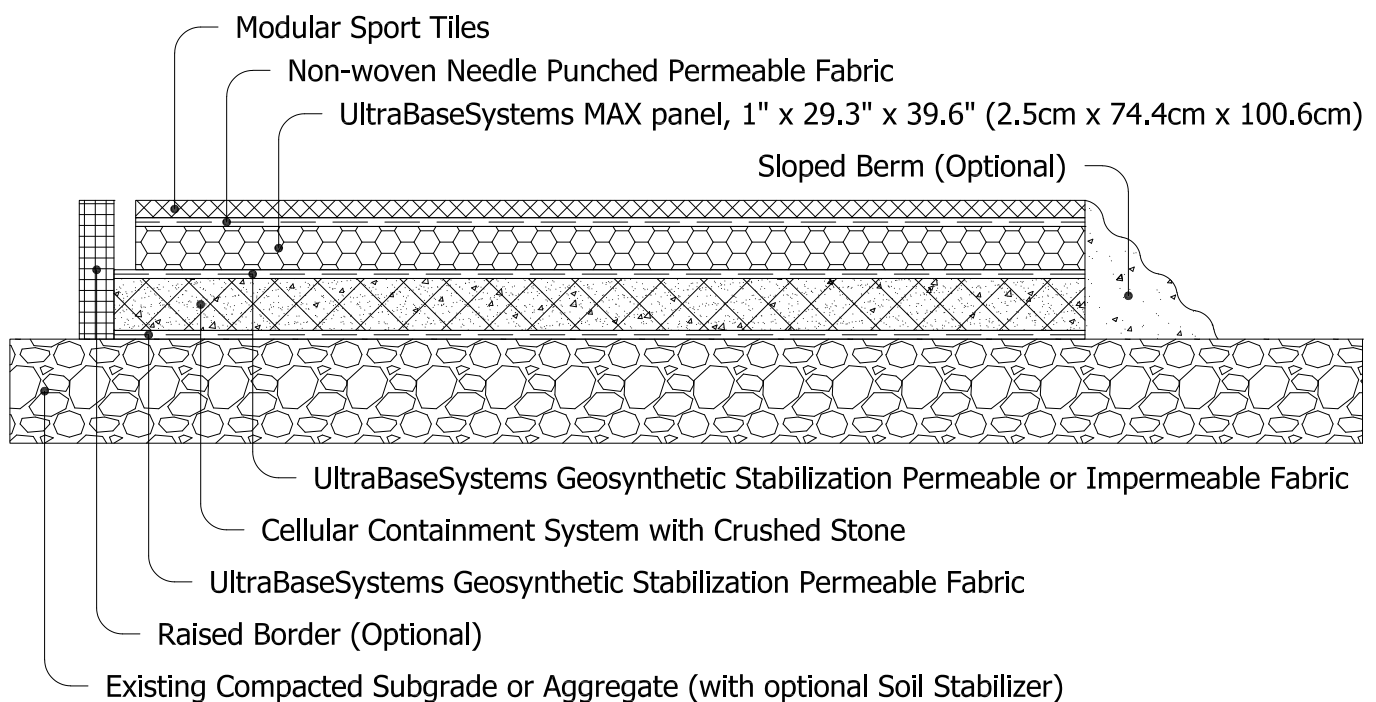 Modular Sport Tiles
Non-woven Needle Punched Permeable Fabric
UltraBaseSystems MAX panel, 1" x 29.3" x 39.6" (2.5cm x 74.4cm x 100.6cm)
Sloped Berm (Optional)
UltraBaseSystems Geosynthetic Stabilization Permeable or Impermeable Fabric
Cellular Containment System with Crushed Stone
UltraBaseSystems Geosynthetic Stabilization Permeable Fabric
Raised Border (Optional)
Existing Compacted Subgrade or Aggregate (with optional Soil Stabilizer)